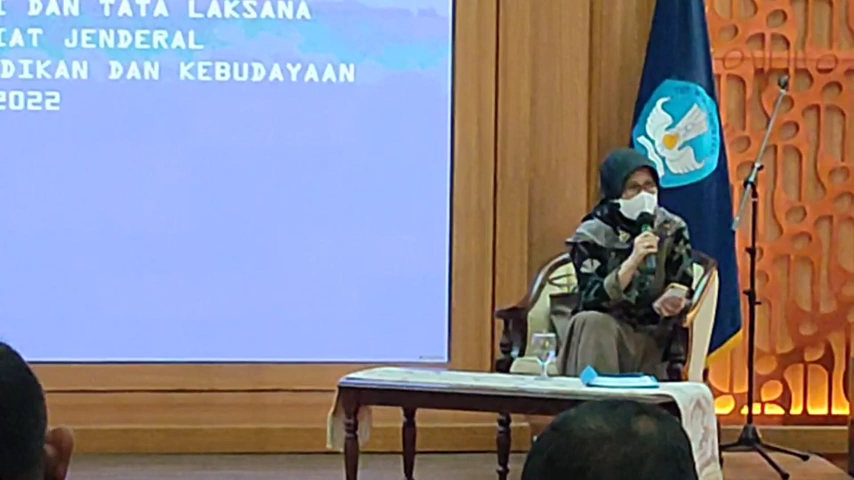 DAN TATA LAKSANA
IAT JENDERAL
DIKAN DAN KEBUDAYAAN
2022